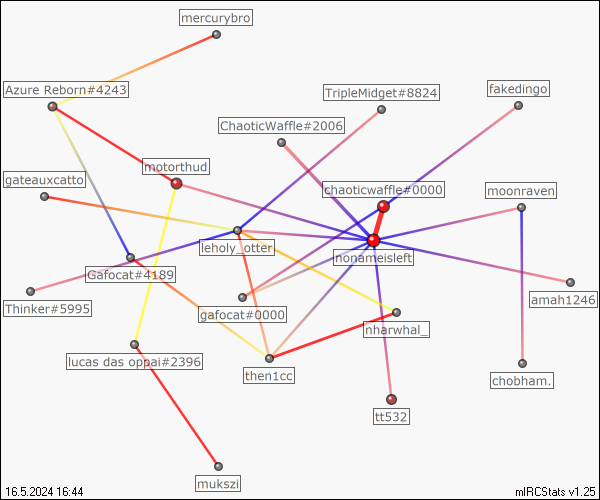 mercurybro
Azure Reborn#4243
TripleMidget#8824
fakedingo
ChaoticWaffle#2006
motorthud
gateauxcatto
chaoticwaffle#0000
moonraven
leholy_otter
nonameisleft
Gafocat#4189
Thinker#5995
gafocat#0000
amah1246
nharwhal_
lucas das oppai#2396
then1cc
chobham.
tt532
mukszi
16.5.2024 16:44
mIRCStats v1.25